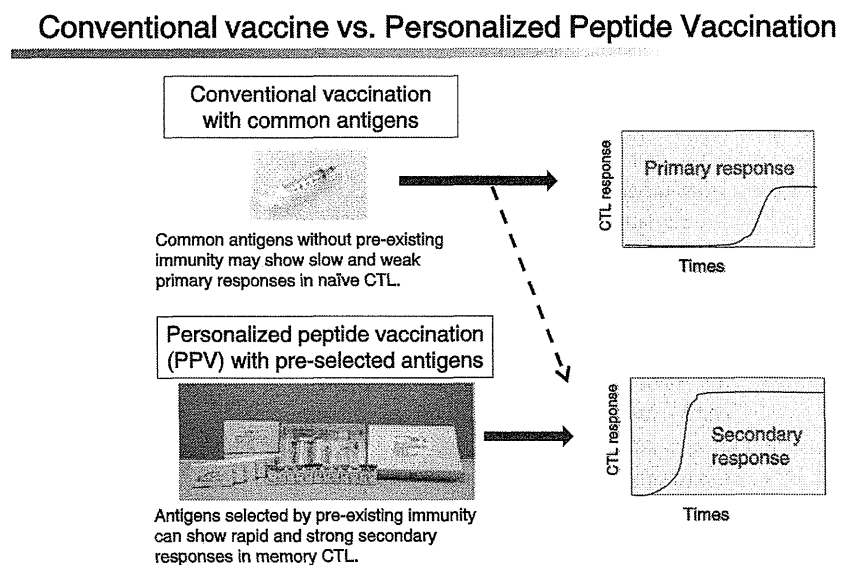 Conventional vaccine vs. Personalized Peptide Vaccination
Conventional vaccination
with common antigens
Common antigens without pre-existing
immunity may show slow and weak
primary responses in naïve CTL.
CTL response
Primary response
Times
Personalized peptide vaccination
(PPV) with pre-selected antigens
Antigens selected by pre-existing immunity
can show rapid and strong secondary
responses in memory CTL.
CTL response
Secondary
response
Times